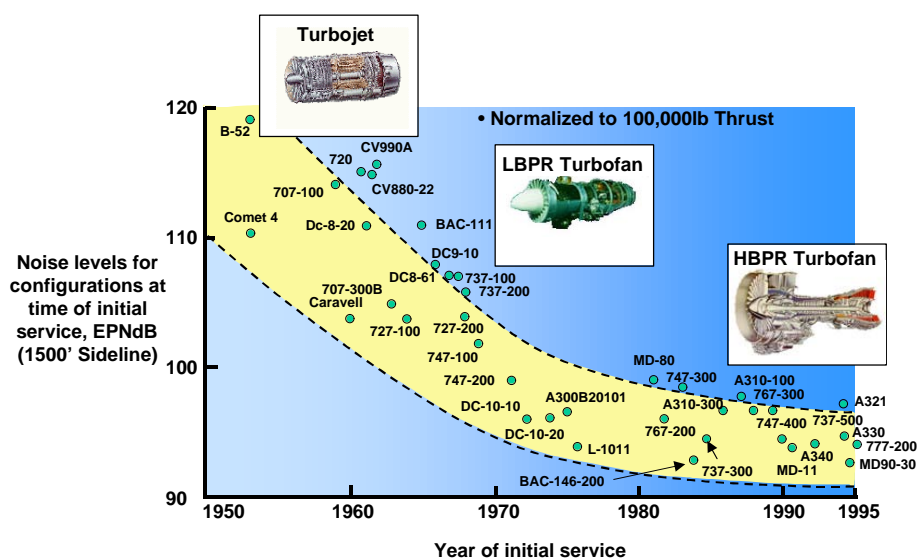 Turbojet
120
• Normalized to 100,000lb Thrust
B-52
CV990A
720
LBPR Turbofan
CV880-22
707-100
Comet 4
Dc-8-20
BAC-111
110
DC9-10
HBPR Turbofan
Noise levels for
configurations at
time of initial
service, EPNdB
(1500' Sideline)
DC8-61
737-100
707-300B
737-200
Caravell
727-100
727-200
747-100
MD-80
747-300
100
A310-100
767-300
747-200
A300B20101
A310-300
A321
DC-10-10
747-400
737-500
DC-10-20
767-200
A330
L-1011
A340
777-200
BAC-146-200
737-300
MD-11
MD90-30
90
1950
1960
1970
1980
1990
1995
Year of initial service